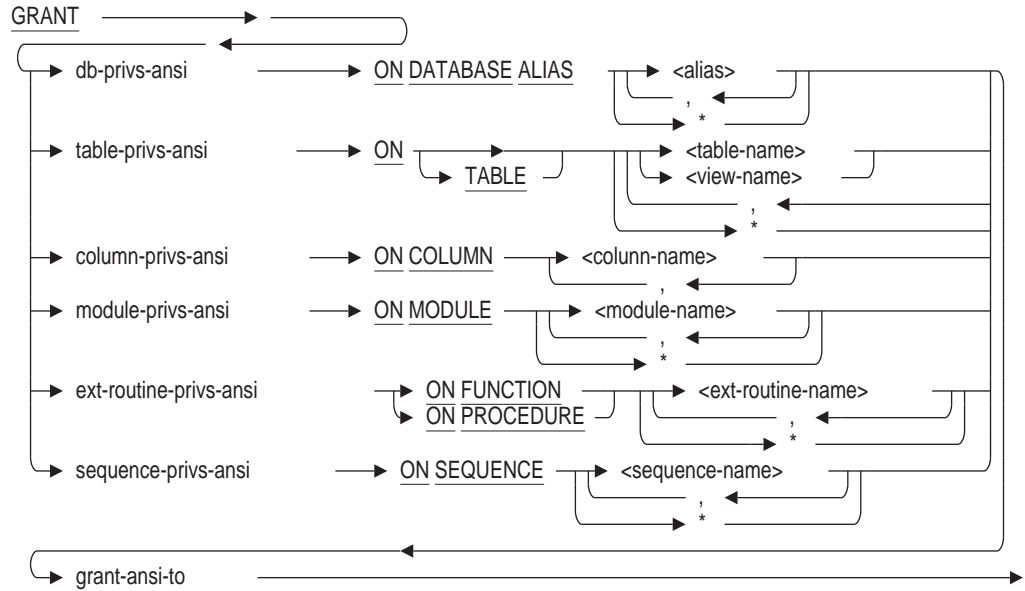 GRANT
db-privs-ansi ON DATABASE ALIAS <alias>
,
*
table-privs-ansi ON <table-name>
TABLE <view-name>
,
*
column-privs-ansi ON COLUMN <colunn-name>
,
module-privs-ansi ON MODULE <module-name>
,
*
ext-routine-privs-ansi ON FUNCTION <ext-routine-name>
ON PROCEDURE ,
*
sequence-privs-ansi ON SEQUENCE <sequence-name>
,
*
grant-ansi-to